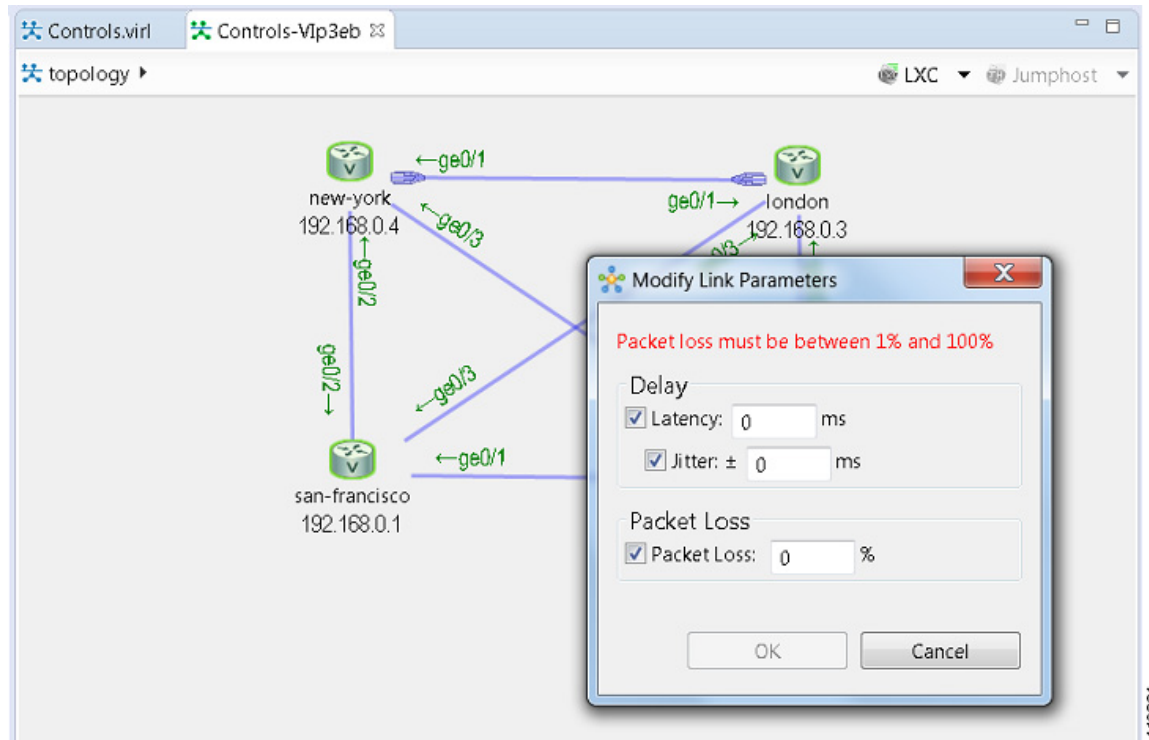 Controls.virl
Controls-VIp3eb
topology
LXC
Jumphost
←ge0/1
new-york
192.168.0.4
ge0/1→
london
192.168.0.3
←ge0/3
0/3→
←ge0/2
ge0/2→
←ge0/3
←ge0/1
san-francisco
192.168.0.1
Modify Link Parameters
Packet loss must be between 1% and 100%
Delay
Latency: 0 ms
Jitter: ± 0 ms
Packet Loss
Packet Loss: 0 %
OK
Cancel